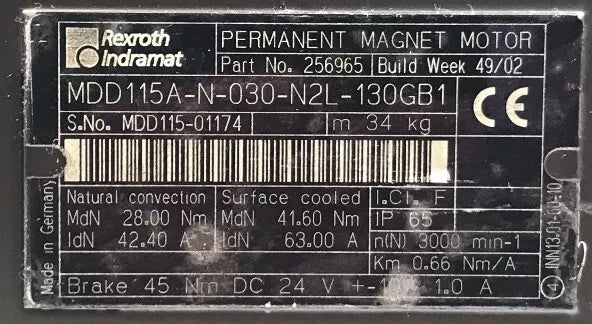 Rexroth
Indramat
PERMANENT MAGNET MOTOR
Part No. 256965 Build Week 49/02
MDD115A-N-030-N2L-130GB1
CE
S.No. MDD115-01174 m 34 kg
Natural convection Surface cooled I.Cl. F
MdN 28.00 Nm MdN 41.60 Nm IP 65
IdN 42.40 A IdN 63.00 A n(N) 3000 min-1
Km 0.66 Nm/A
Brake 45 Nm DC 24 V +-10% 1.0 A
Made in Germany